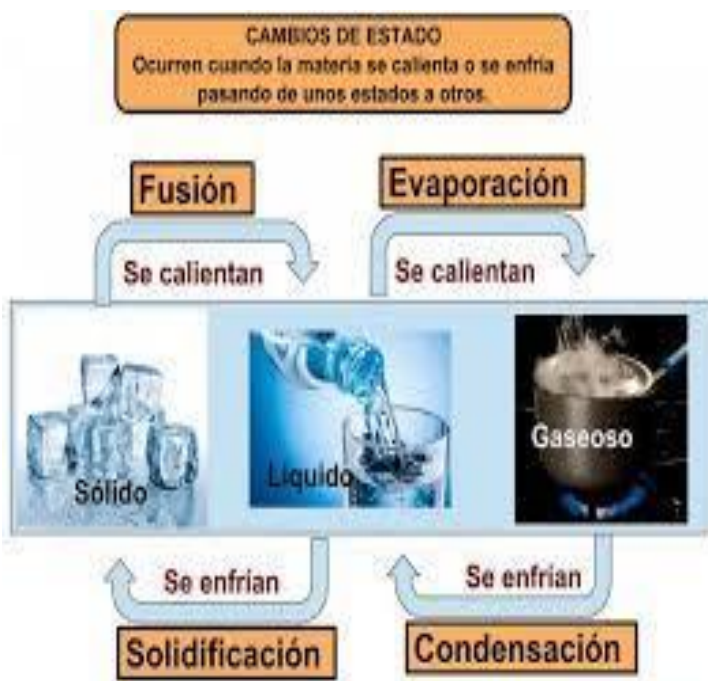 CAMBIOS DE ESTADO
Ocurren cuando la materia se calienta o se enfría
pasando de unos estados a otros.
Fusión
Evaporación
Se calientan
Se calientan
Sólido
Líquido
Gaseoso
Se enfrían
Se enfrían
Solidificación
Condensación